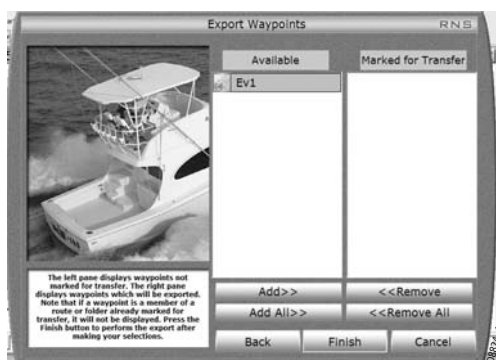 Export Waypoints
RNS
Available
Marked for Transfer
Ev1
The left pane displays waypoints not
marked for transfer. The right pane
displays waypoints which will be exported.
Note that if a waypoint is a member of a
route or folder already marked for
transfer, it will not be displayed. Press the
Finish button to perform the export after
making your selections.
Add>>
<<Remove
Add All>>
<<Remove All
Back
Finish
Cancel